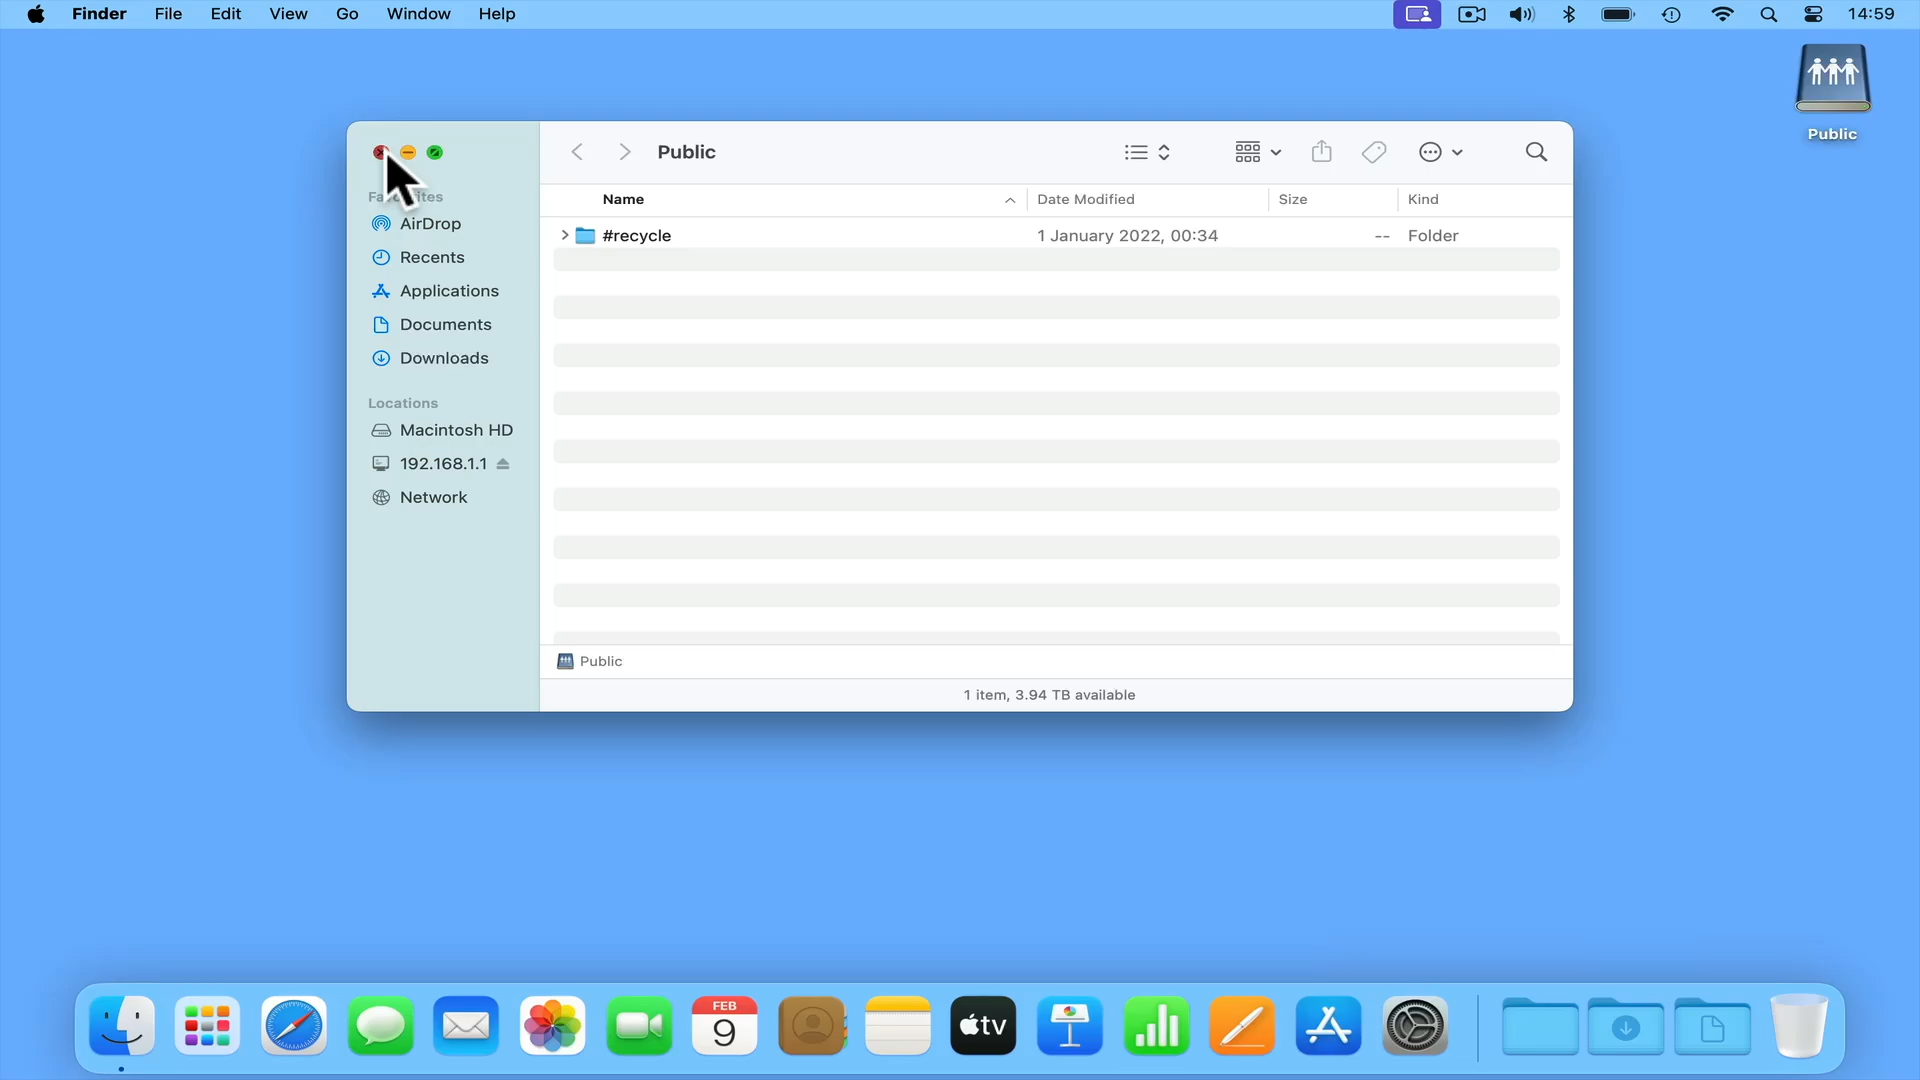 Finder File Edit View Go Window Help 14:59
Public
Public
Favourites
AirDrop
Recents
Applications
Documents
Downloads
Locations
Macintosh HD
192.168.1.1
Network
Name Date Modified Size Kind
#recycle 1 January 2022, 00:34 -- Folder
Public
1 item, 3.94 TB available
FEB
9
tv